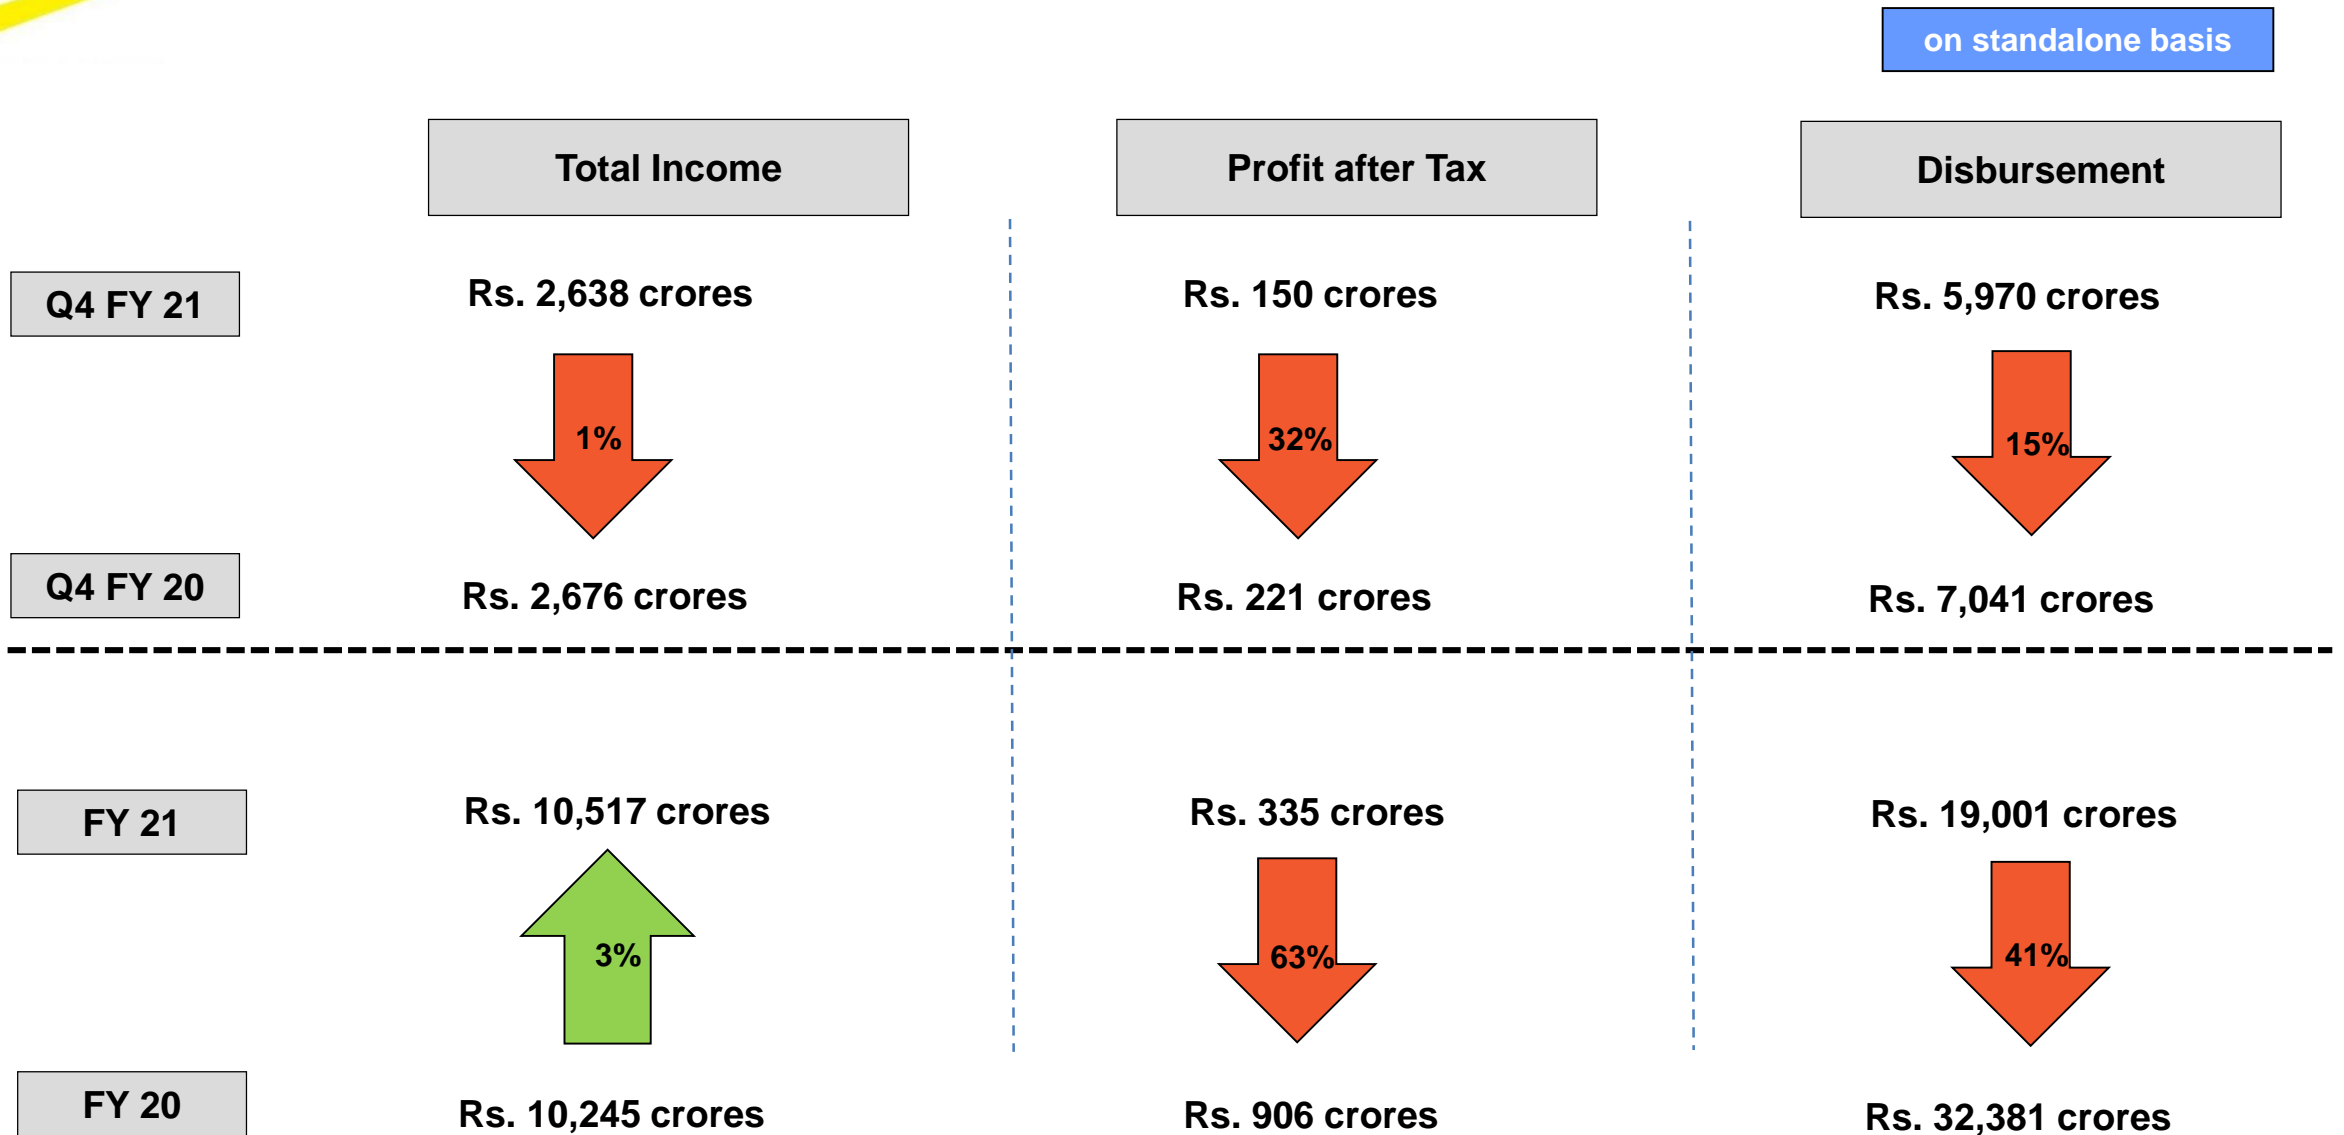 on standalone basis
Total Income
Profit after Tax
Disbursement
Q4 FY 21
Rs. 2,638 crores
Rs. 150 crores
Rs. 5,970 crores
1%
32%
15%
Q4 FY 20
Rs. 2,676 crores
Rs. 221 crores
Rs. 7,041 crores
FY 21
Rs. 10,517 crores
Rs. 335 crores
Rs. 19,001 crores
3%
63%
41%
FY 20
Rs. 10,245 crores
Rs. 906 crores
Rs. 32,381 crores